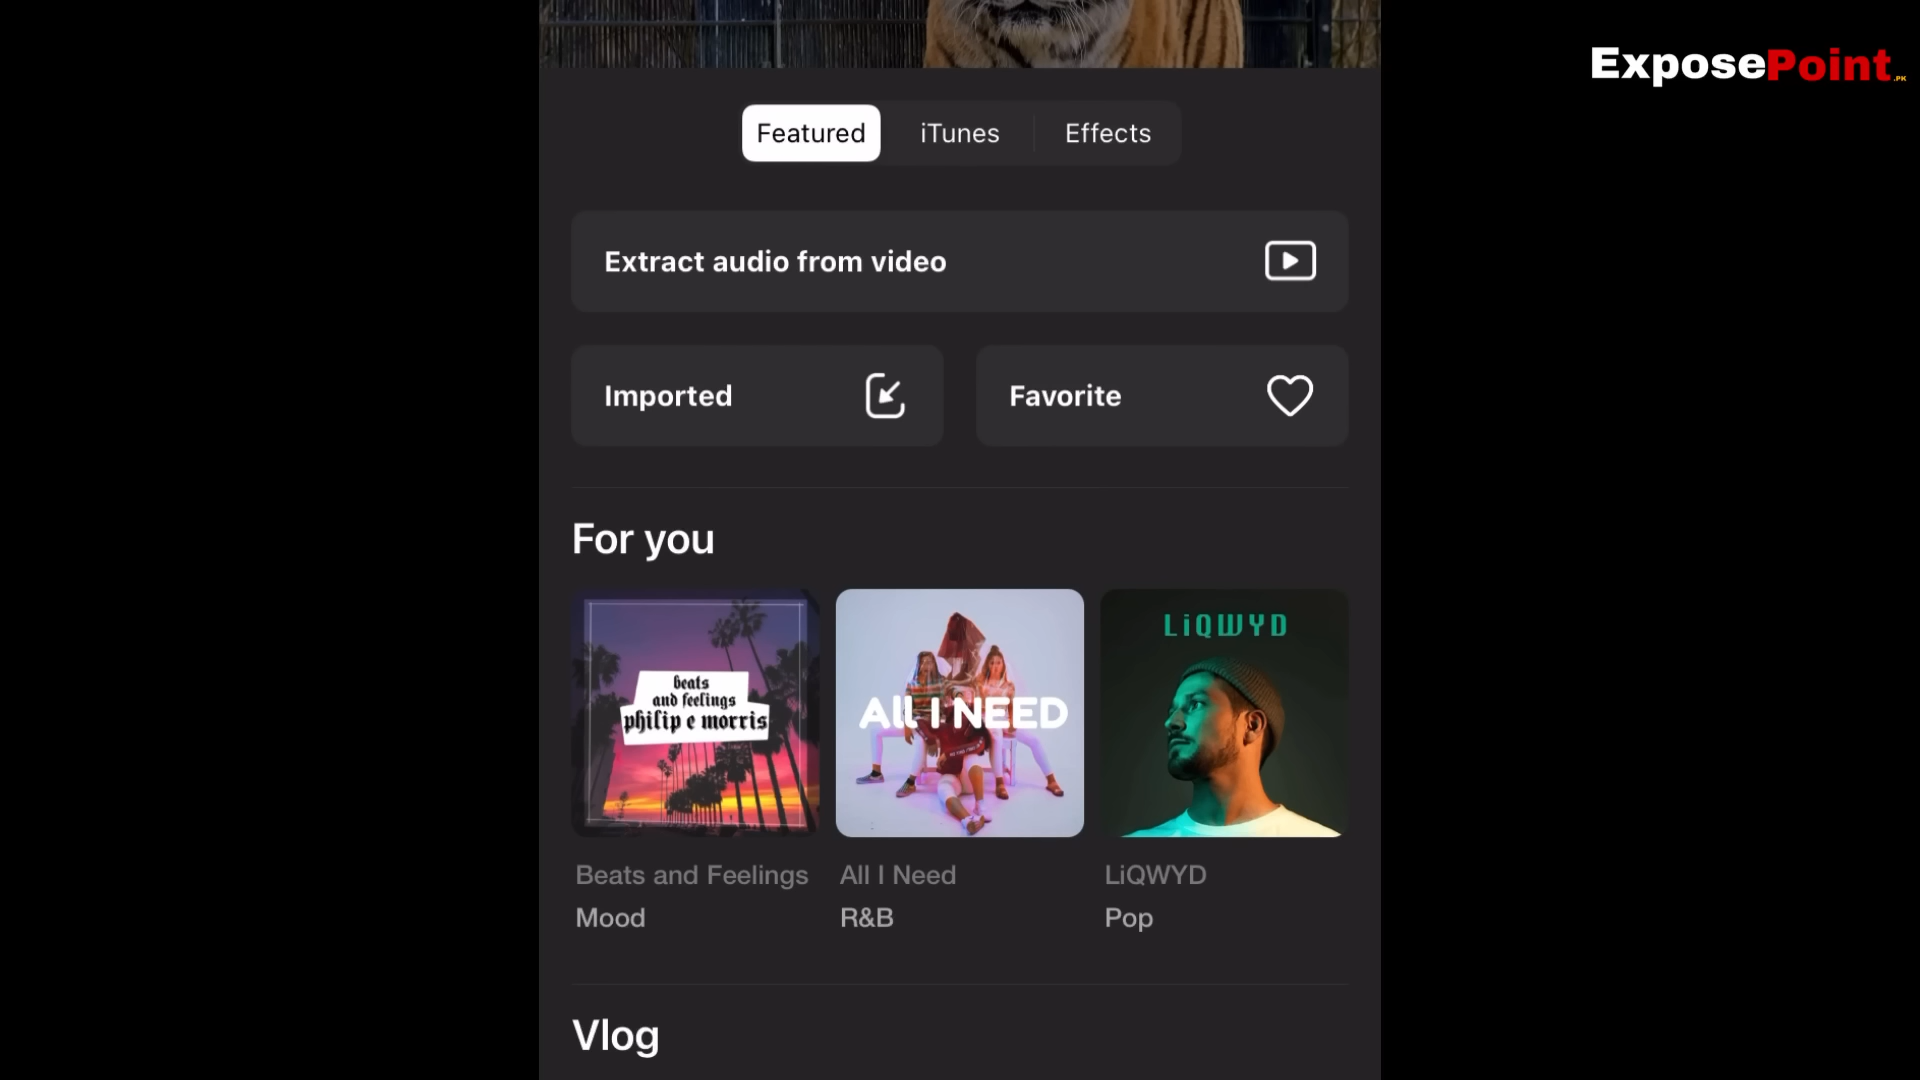 ExposePoint.PK
Featured
iTunes
Effects
Extract audio from video
Imported
Favorite
For you
beats
and feelings
philip e morris
All I NEED
LiQWYD
Beats and Feelings
All I Need
LiQWYD
Mood
R&B
Pop
Vlog